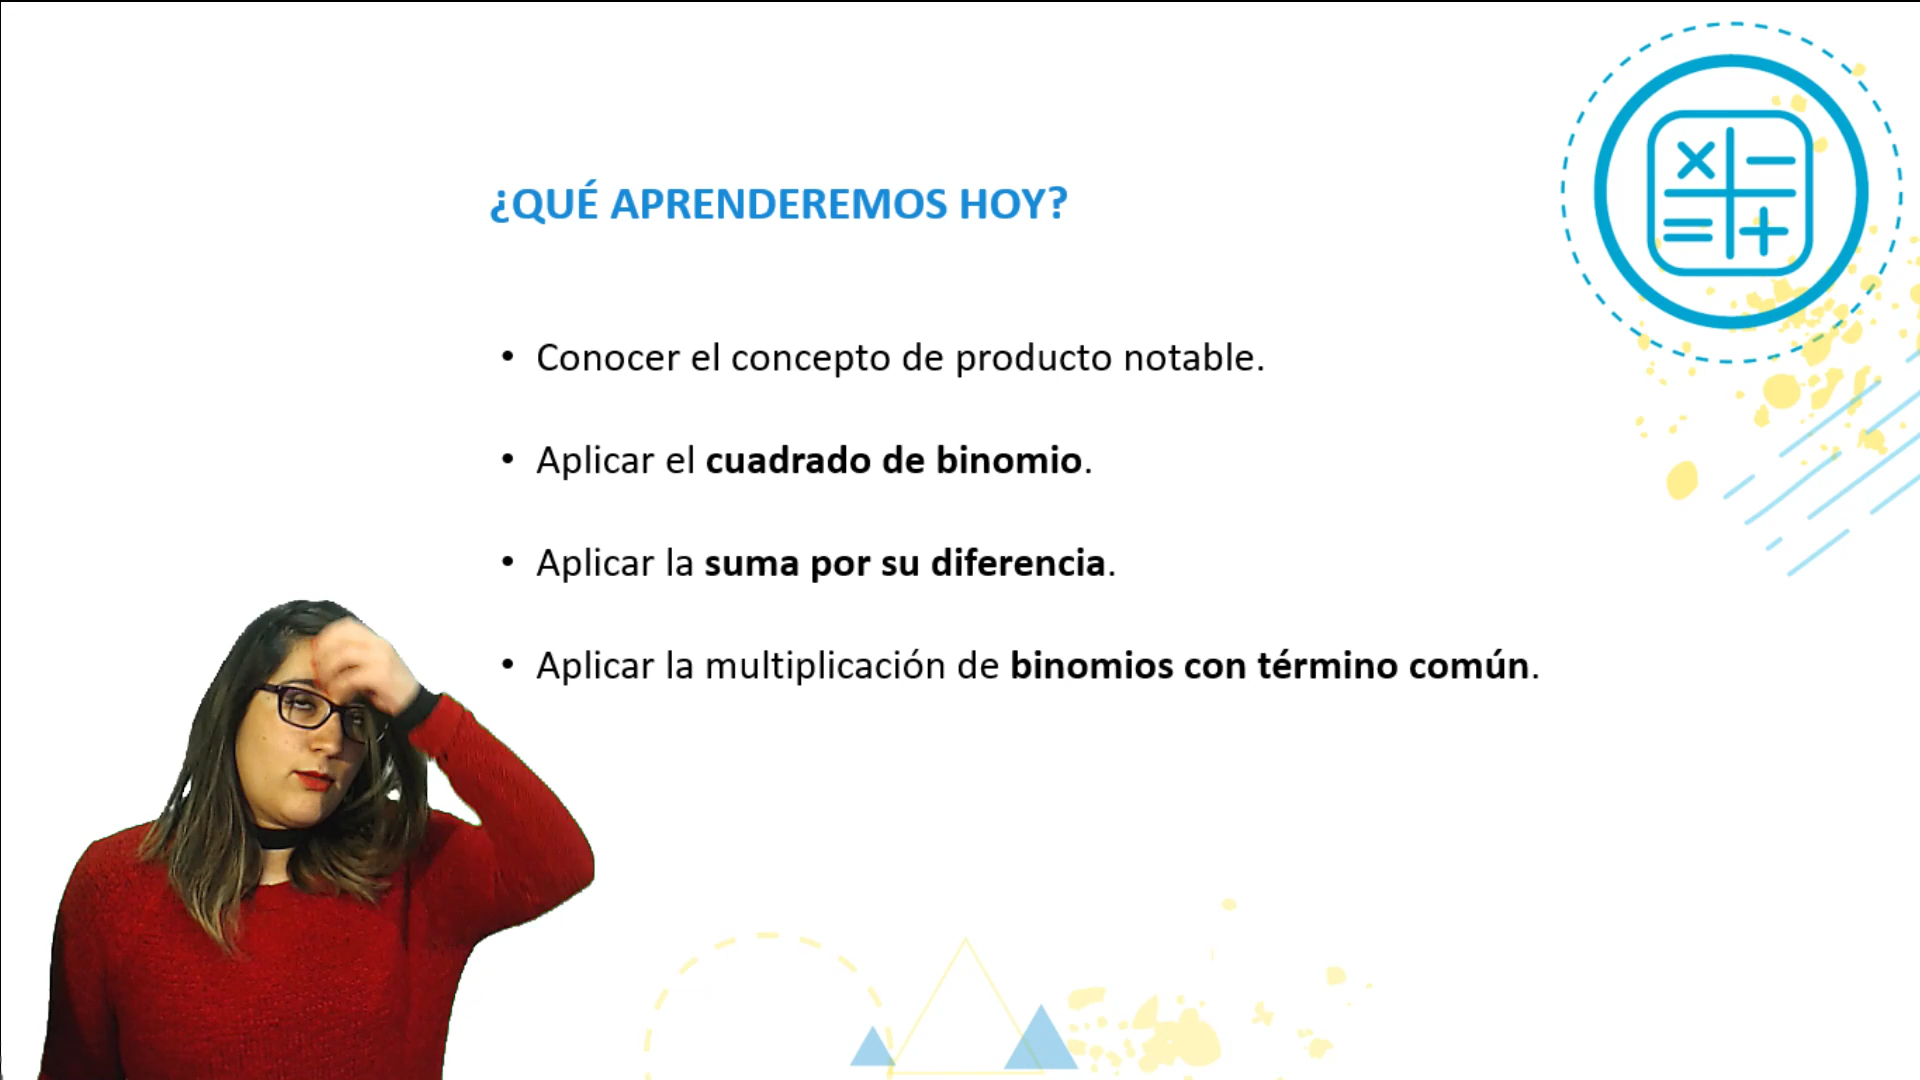 ¿QUÉ APRENDEREMOS HOY?
• Conocer el concepto de producto notable.
• Aplicar el cuadrado de binomio.
• Aplicar la suma por su diferencia.
• Aplicar la multiplicación de binomios con término común.